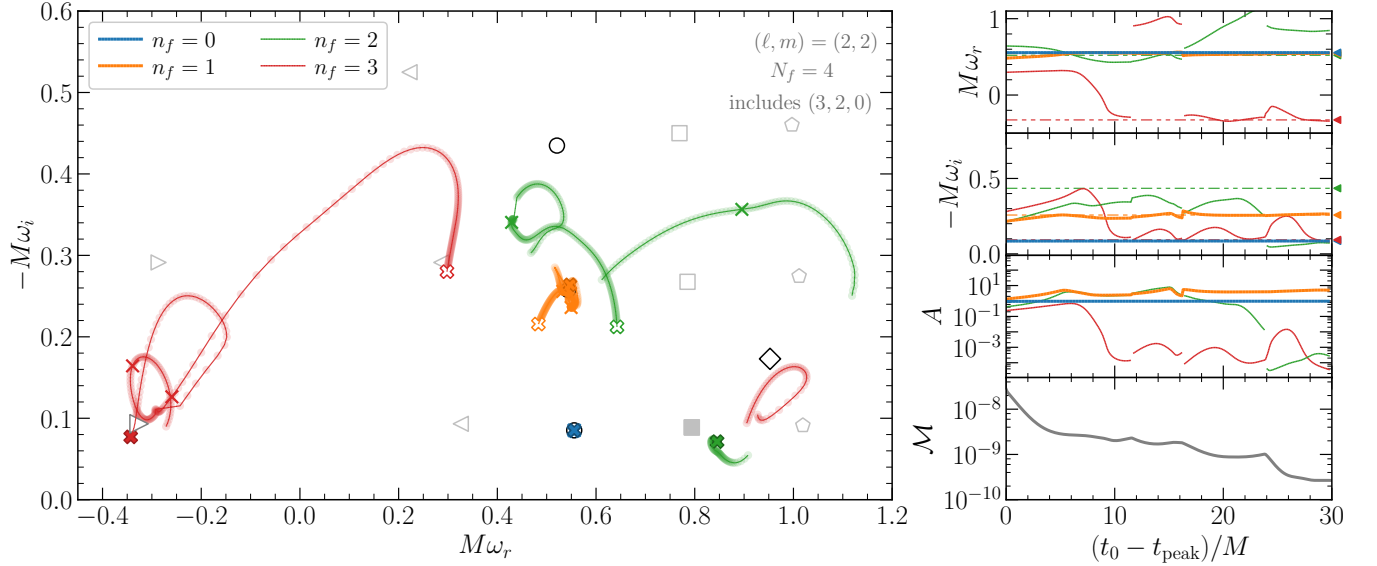 0.6
0.5
0.4
0.3
0.2
0.1
0.0
−Mω_i
n_f = 0
n_f = 1
n_f = 2
n_f = 3
(ℓ, m) = (2, 2)
N_f = 4
includes (3, 2, 0)
−0.4 −0.2 0.0 0.2 0.4 0.6 0.8 1.0 1.2
Mω_r
1
0
Mω_r
0.5
0.0
−Mω_i
10^1
10^{−1}
10^{−3}
A
10^{−8}
10^{−9}
10^{−10}
ℳ
0 10 20 30
(t_0 − t_peak)/M